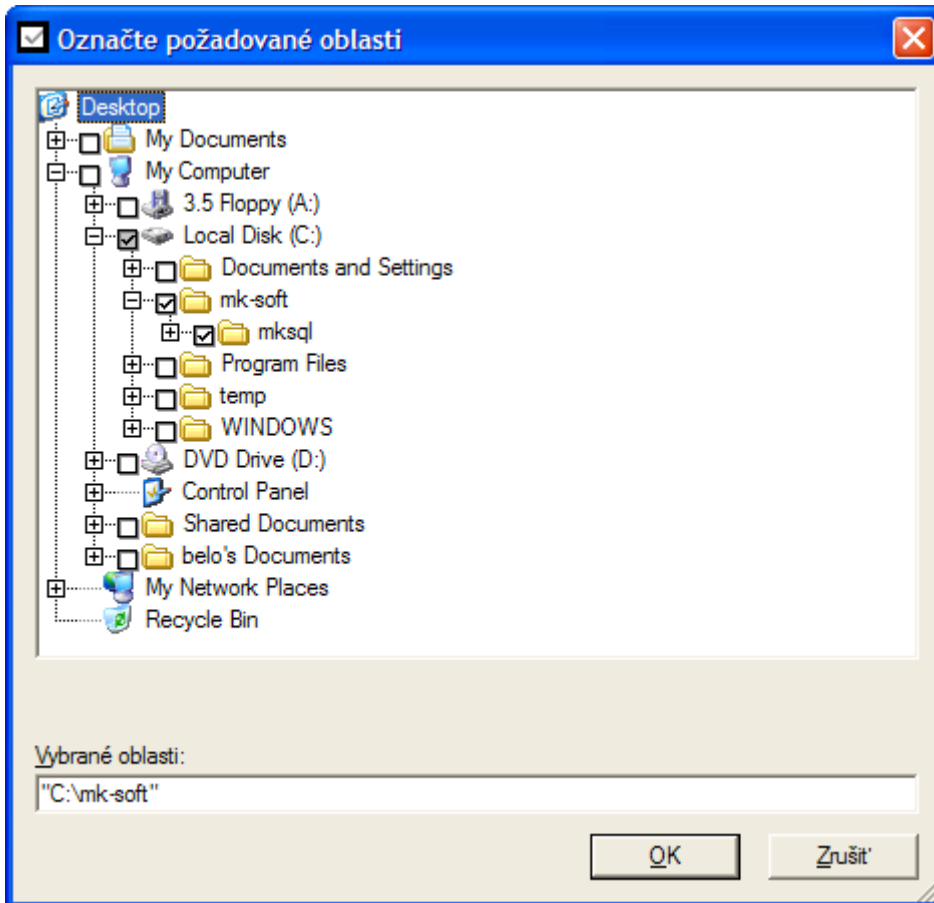 Označte požadované oblasti
Desktop
My Documents
My Computer
3.5 Floppy (A:)
Local Disk (C:)
Documents and Settings
mk-soft
mksql
Program Files
temp
WINDOWS
DVD Drive (D:)
Control Panel
Shared Documents
belo's Documents
My Network Places
Recycle Bin
Vybrané oblasti:
"C:\mk-soft"
OK Zrušiť